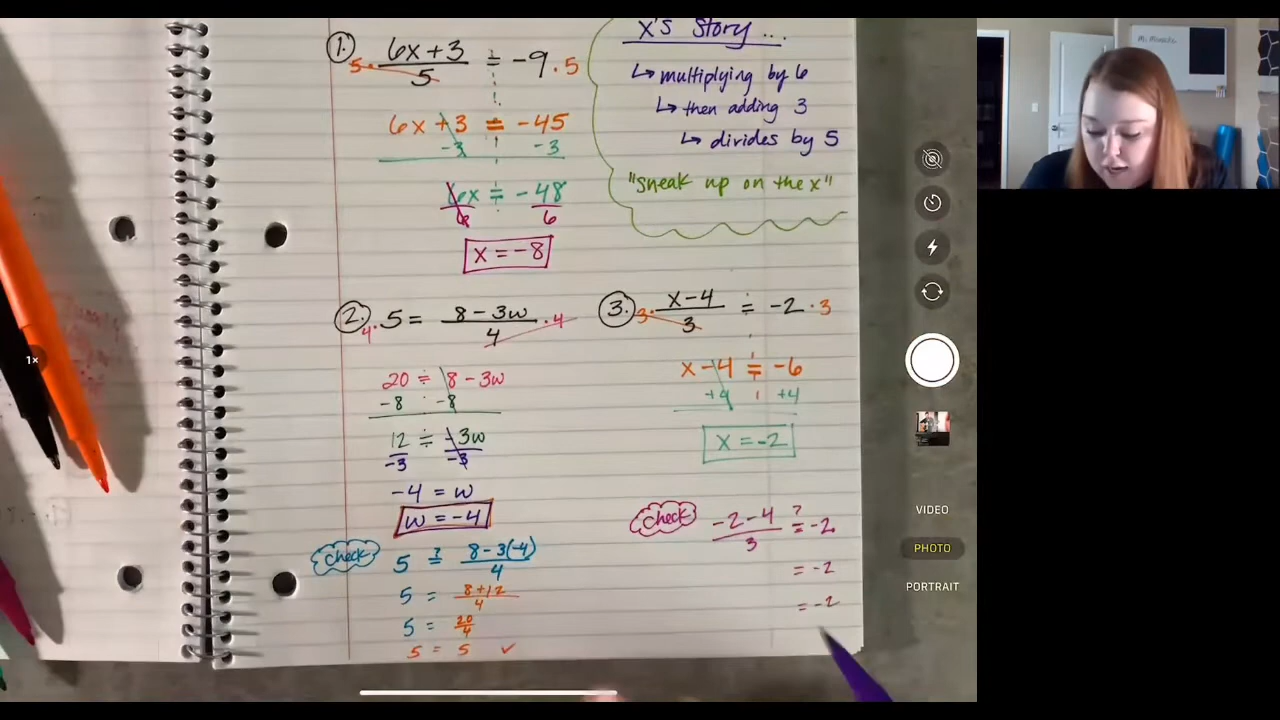 1. 5 · (6x + 3)/5 = -9 · 5
6x + 3 = -45
-3 -3
6x = -48
6 6
x = -8
x's Story ...
↳ multiplying by 6
↳ then adding 3
↳ divides by 5
"sneak up on the x"
2. 4 · 5 = (8 - 3w)/4 · 4
20 = 8 - 3w
-8 -8
12 = -3w
-3 -3
-4 = w
w = -4
check
5 ?= (8 - 3(-4))/4
5 = (8 + 12)/4
5 = 20/4
5 = 5 ✓
3. 3 · (x - 4)/3 = -2 · 3
x - 4 = -6
+4 +4
x = -2
check
(-2 - 4)/3 ?= -2
= -2
= -2
1×
VIDEO
PHOTO
PORTRAIT